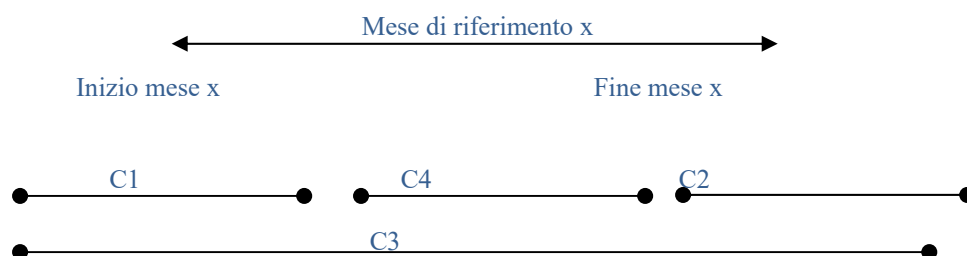 Mese di riferimento x
Inizio mese x
Fine mese x
C1
C4
C2
C3